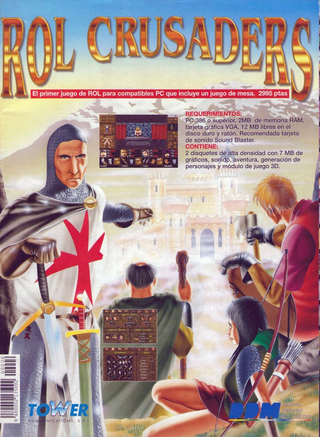 ROL CRUSADERS
El primer juego de ROL para compatibles PC que incluye un juego de mesa. 2995 ptas
REQUERIMIENTOS:
PC 386 o superior, 2MB de memoria RAM,
tarjeta gráfica VGA, 12 MB libres en el
disco duro y ratón. Recomendada tarjeta
de sonido Sound Blaster.
CONTIENE:
2 disquetes de alta densidad con 7 MB de
gráficos, sonido, aventura, generación de
personajes y módulo de juego 3D.
TOWER
COMMUNICATIONS, S.R.L.
ROM